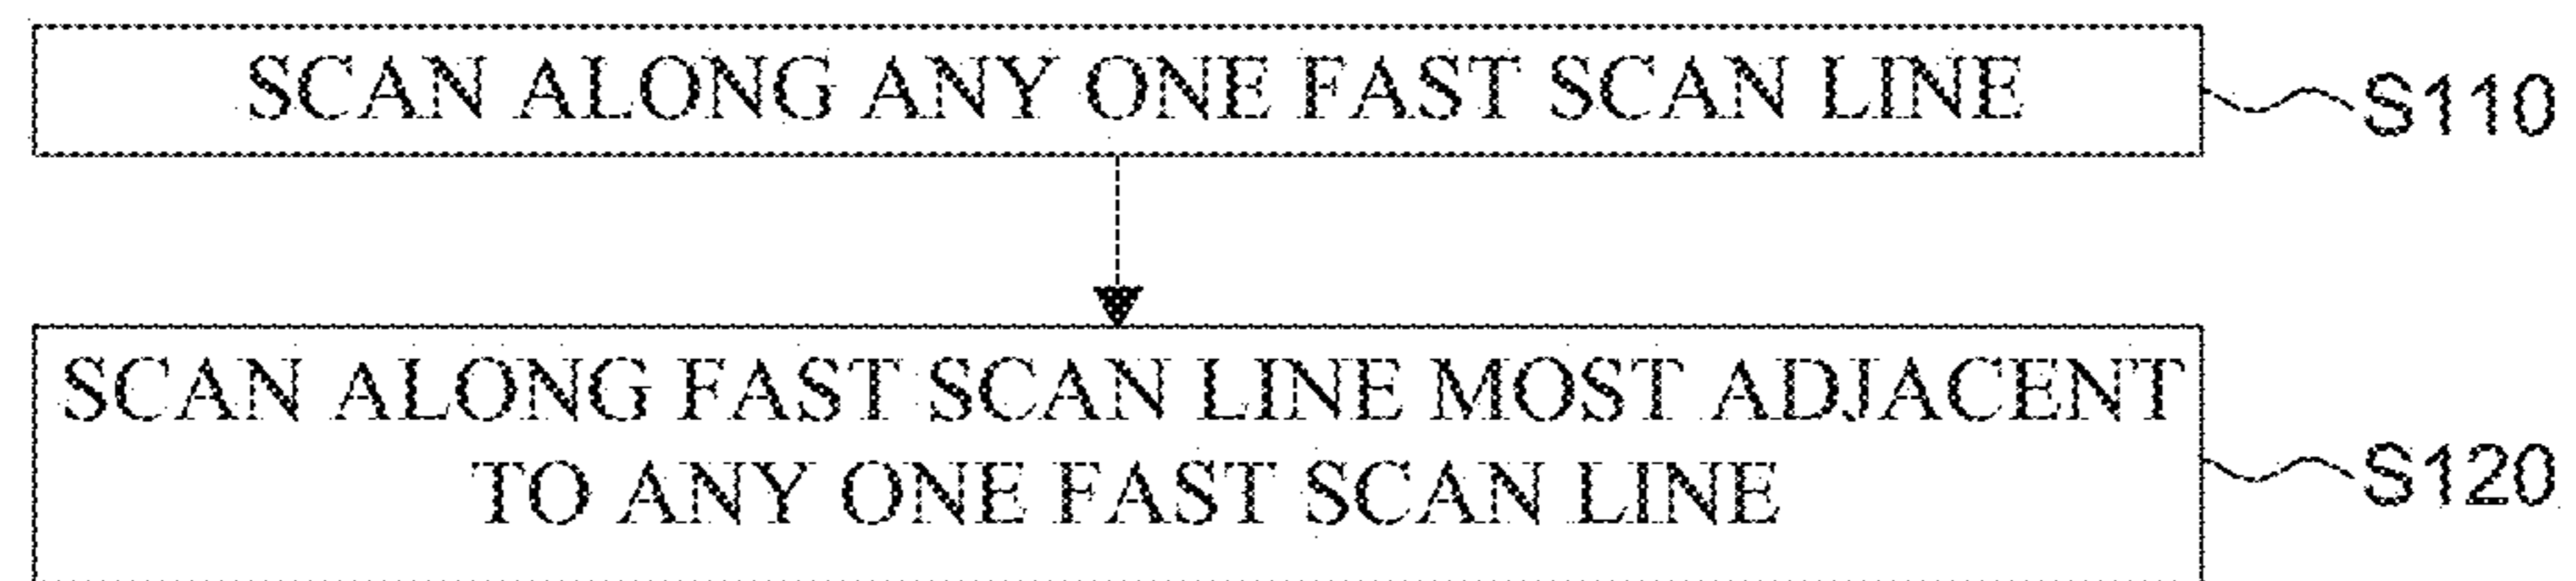 SCAN ALONG ANY ONE FAST SCAN LINE
S110
SCAN ALONG FAST SCAN LINE MOST ADJACENT
TO ANY ONE FAST SCAN LINE
S120